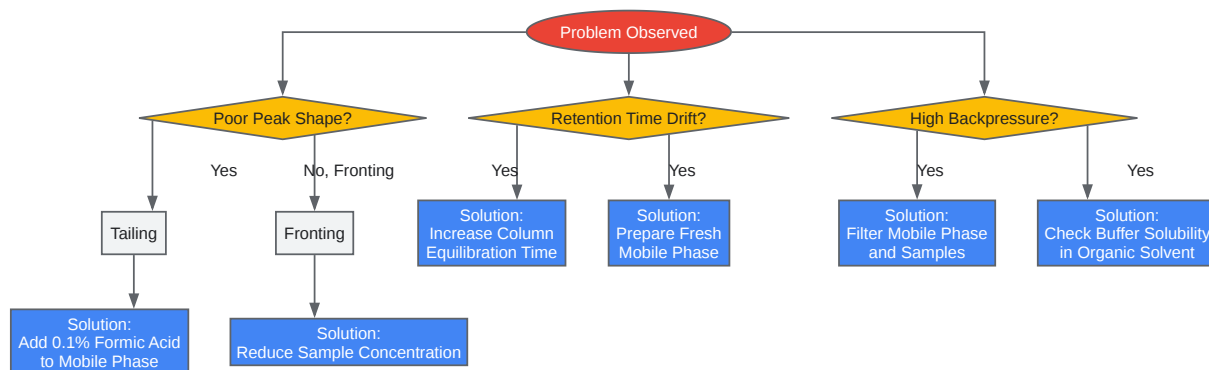 Problem Observed
Poor Peak Shape?
Retention Time Drift?
High Backpressure?
Yes
No, Fronting
Yes
Yes
Yes
Yes
Tailing
Fronting
Solution:
Increase Column
Equilibration Time
Solution:
Prepare Fresh
Mobile Phase
Solution:
Filter Mobile Phase
and Samples
Solution:
Check Buffer Solubility
in Organic Solvent
Solution:
Add 0.1% Formic Acid
to Mobile Phase
Solution:
Reduce Sample Concentration